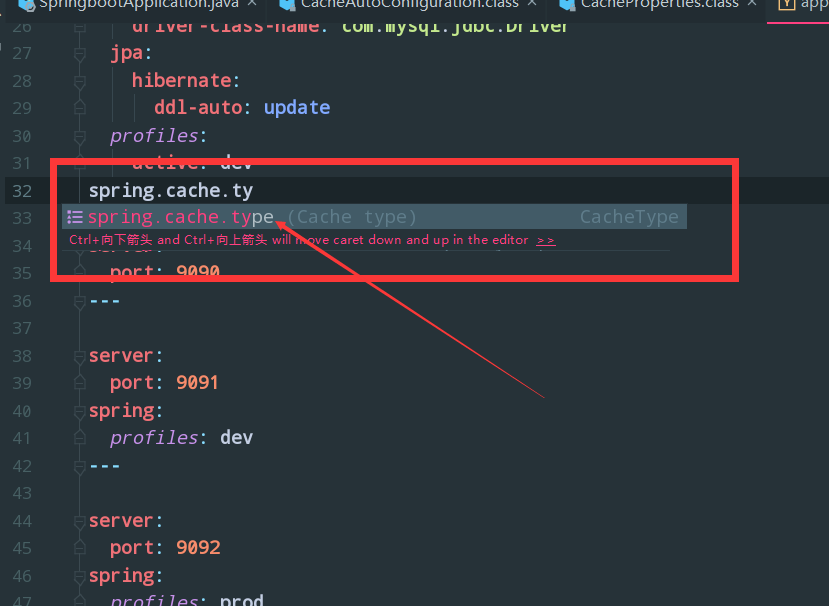 SpringbootApplication.java × CacheAutoConfiguration.class × CacheProperties.class × app
26 driver-class-name: com.mysql.jdbc.Driver
27 jpa:
28 hibernate:
29 ddl-auto: update
30 profiles:
31 active: dev
32 spring.cache.ty
33 spring.cache.type (Cache type) CacheType
34 Ctrl+向下箭头 and Ctrl+向上箭头 will move caret down and up in the editor >>
35 port: 9090
36 ---
37
38 server:
39 port: 9091
40 spring:
41 profiles: dev
42 ---
43
44 server:
45 port: 9092
46 spring:
47 profiles: prod